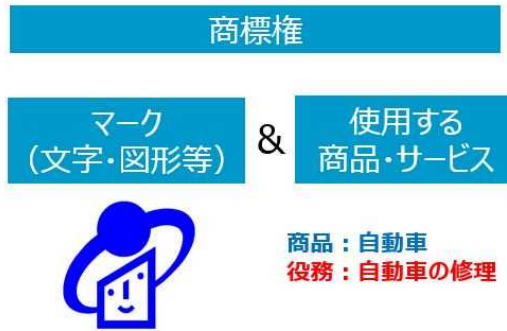 商標権
マーク
（文字・図形等）
&
使用する
商品・サービス
商品：自動車
役務：自動車の修理